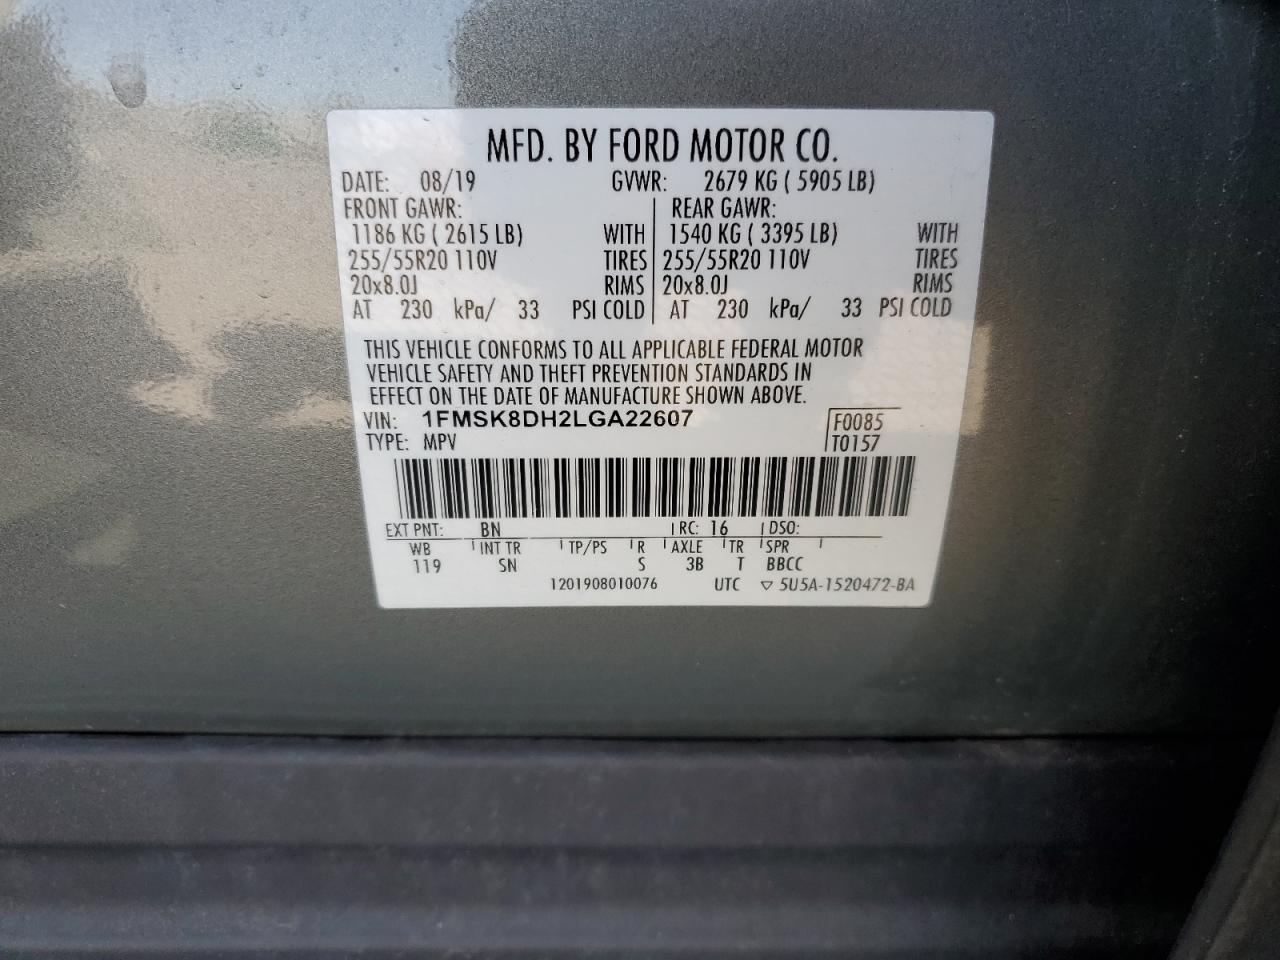 MFD. BY FORD MOTOR CO.
DATE: 08/19 GVWR: 2679 KG ( 5905 LB)
FRONT GAWR: REAR GAWR:
1186 KG ( 2615 LB) WITH 1540 KG ( 3395 LB) WITH
255/55R20 110V TIRES 255/55R20 110V TIRES
20x8.0J RIMS 20x8.0J RIMS
AT 230 kPa/ 33 PSI COLD AT 230 kPa/ 33 PSI COLD
THIS VEHICLE CONFORMS TO ALL APPLICABLE FEDERAL MOTOR
VEHICLE SAFETY AND THEFT PREVENTION STANDARDS IN
EFFECT ON THE DATE OF MANUFACTURE SHOWN ABOVE.
VIN: 1FMSK8DH2LGA22607 F0085
TYPE: MPV T0157
EXT PNT: BN RC: 16 DSO:
WB INT TR TP/PS R AXLE TR SPR
119 SN S 3B T BBCC
1201908010076 UTC ▽ 5U5A-1520472-BA